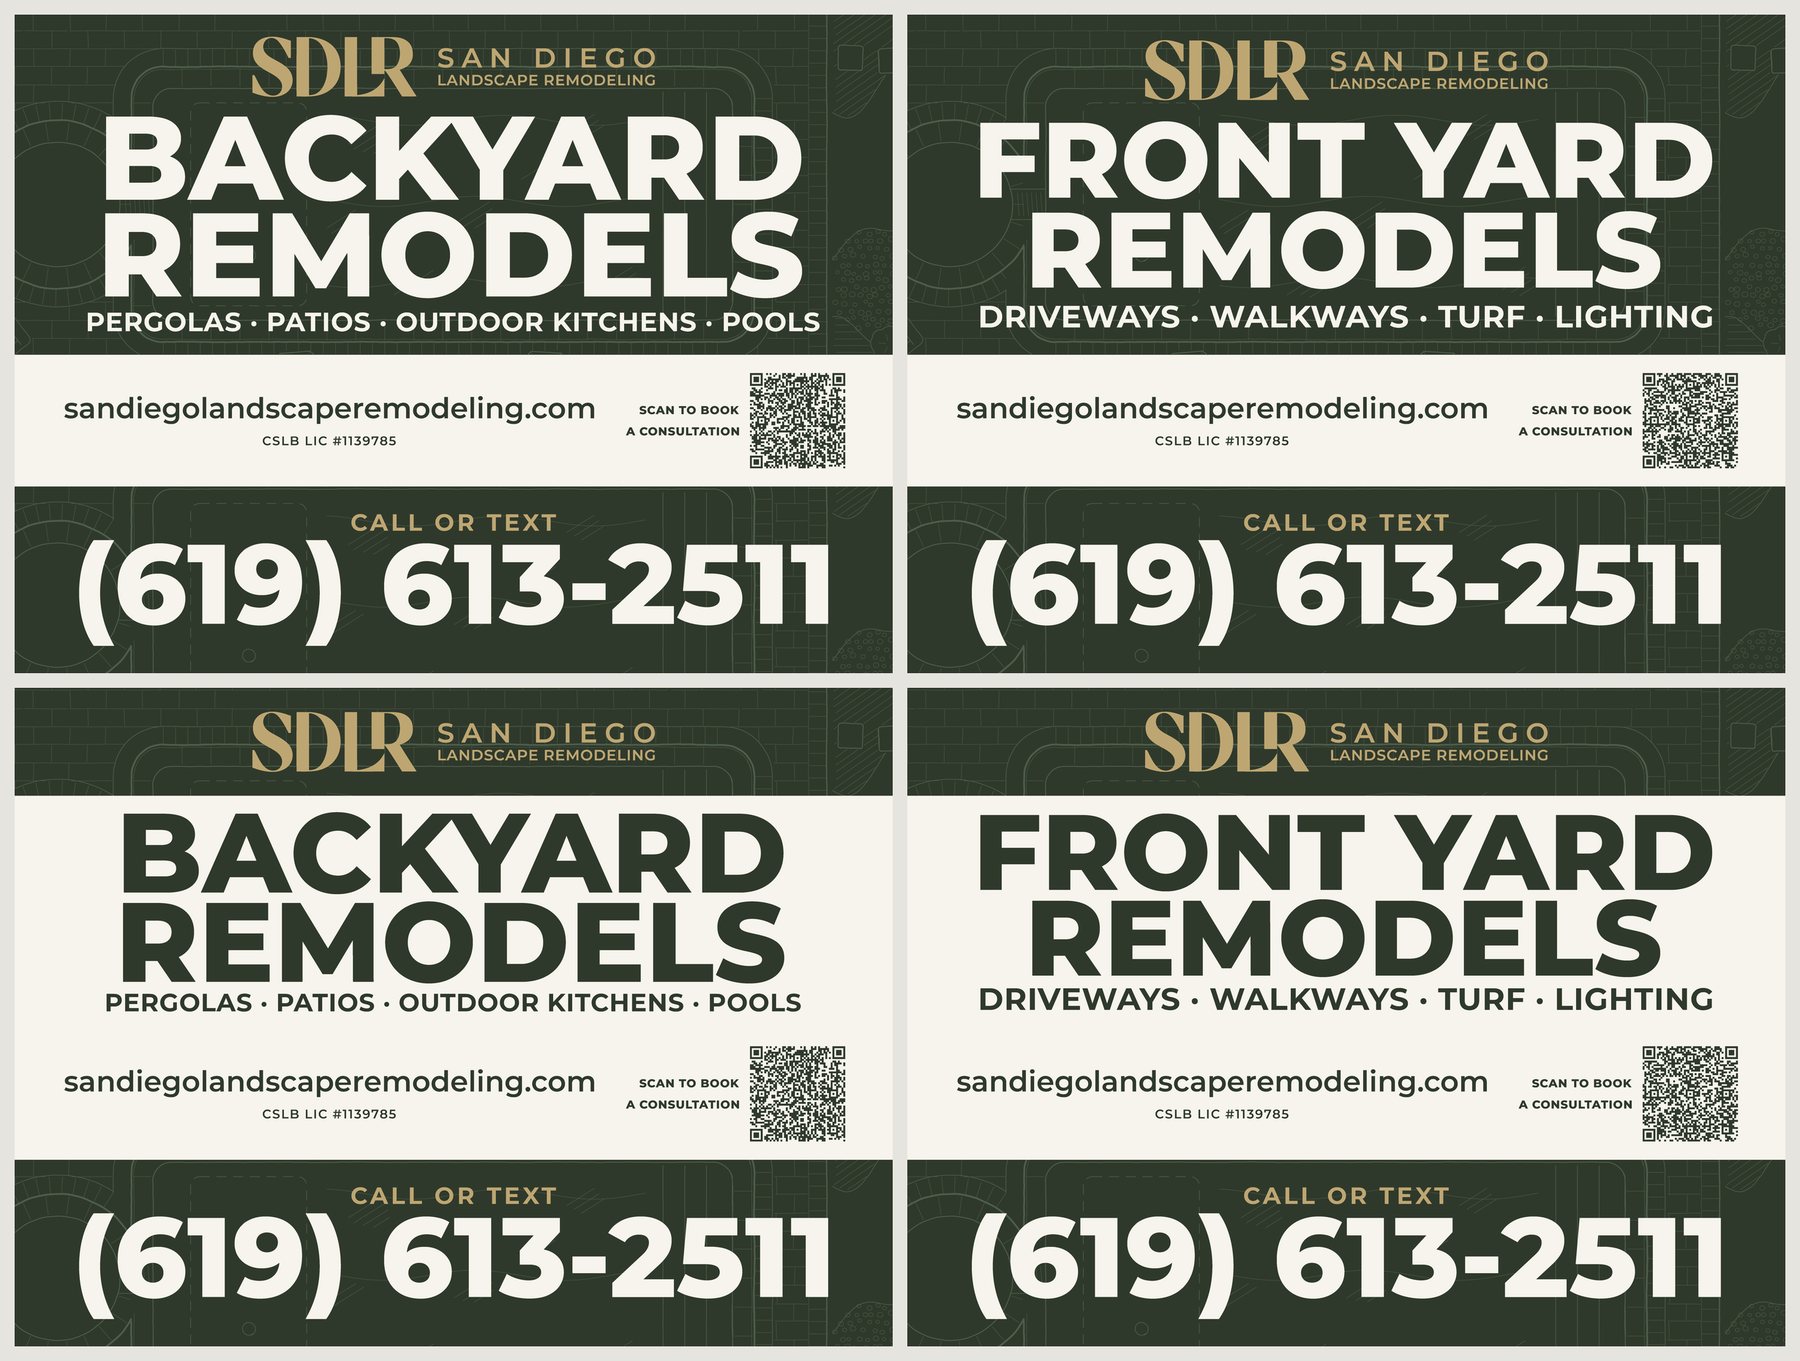 SDLR SAN DIEGO
LANDSCAPE REMODELING
BACKYARD
REMODELS
PERGOLAS · PATIOS · OUTDOOR KITCHENS · POOLS
sandiegolandscaperemodeling.com
CSLB LIC #1139785
SCAN TO BOOK
A CONSULTATION
CALL OR TEXT
(619) 613-2511
SDLR SAN DIEGO
LANDSCAPE REMODELING
FRONT YARD
REMODELS
DRIVEWAYS · WALKWAYS · TURF · LIGHTING
sandiegolandscaperemodeling.com
CSLB LIC #1139785
SCAN TO BOOK
A CONSULTATION
CALL OR TEXT
(619) 613-2511
SDLR SAN DIEGO
LANDSCAPE REMODELING
BACKYARD
REMODELS
PERGOLAS · PATIOS · OUTDOOR KITCHENS · POOLS
sandiegolandscaperemodeling.com
CSLB LIC #1139785
SCAN TO BOOK
A CONSULTATION
CALL OR TEXT
(619) 613-2511
SDLR SAN DIEGO
LANDSCAPE REMODELING
FRONT YARD
REMODELS
DRIVEWAYS · WALKWAYS · TURF · LIGHTING
sandiegolandscaperemodeling.com
CSLB LIC #1139785
SCAN TO BOOK
A CONSULTATION
CALL OR TEXT
(619) 613-2511